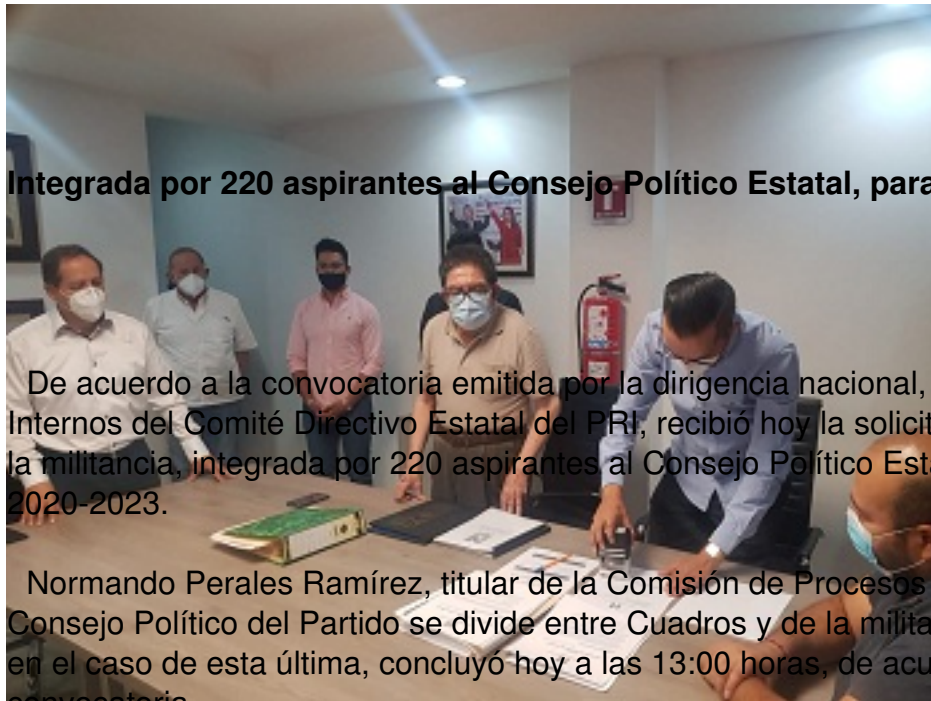 Integrada por 220 aspirantes al Consejo Político Estatal, para
De acuerdo a la convocatoria emitida por la dirigencia nacional,
Internos del Comité Directivo Estatal del PRI, recibió hoy la solicit
la militancia, integrada por 220 aspirantes al Consejo Político Esta
2020-2023.
Normando Perales Ramírez, titular de la Comisión de Procesos
Consejo Político del Partido se divide entre Cuadros y de la milita
en el caso de esta última, concluyó hoy a las 13:00 horas, de acu
convocatoria